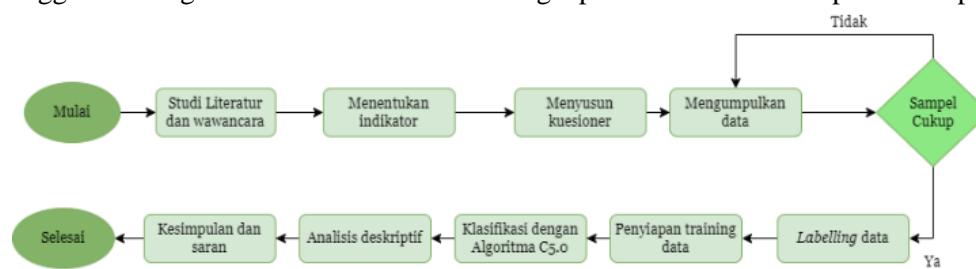 Tidak
Mulai
Studi Literatur
dan wawancara
Menentukan
indikator
Menyusun
kuesioner
Mengumpulkan
data
Sampel
Cukup
Ya
Labelling data
Penyiapan training
data
Klasifikasi dengan
Algoritma C5.0
Analisis deskriptif
Kesimpulan dan
saran
Selesai